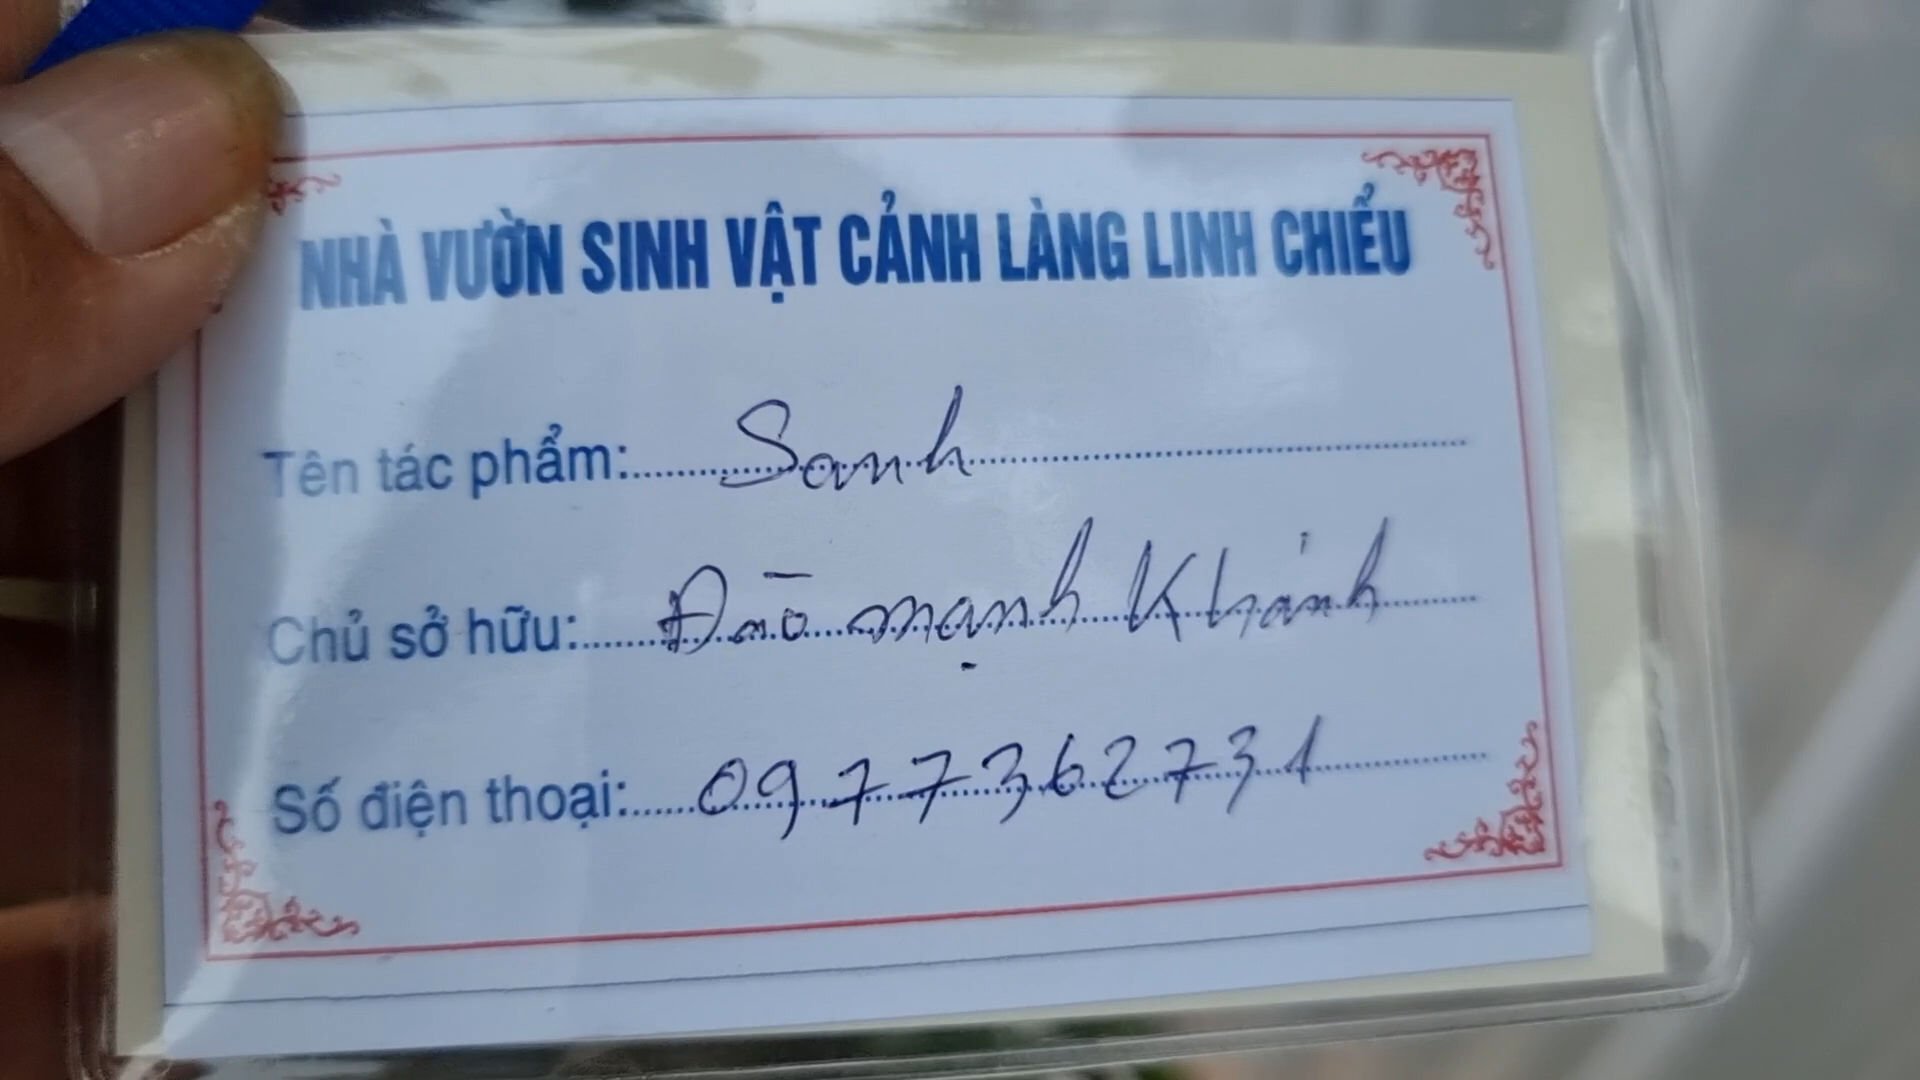 NHÀ VƯỜN SINH VẬT CẢNH LÀNG LINH CHIỂU
Tên tác phẩm: Sanh
Chủ sở hữu: Đào mạnh Khánh
Số điện thoại: 0977362731